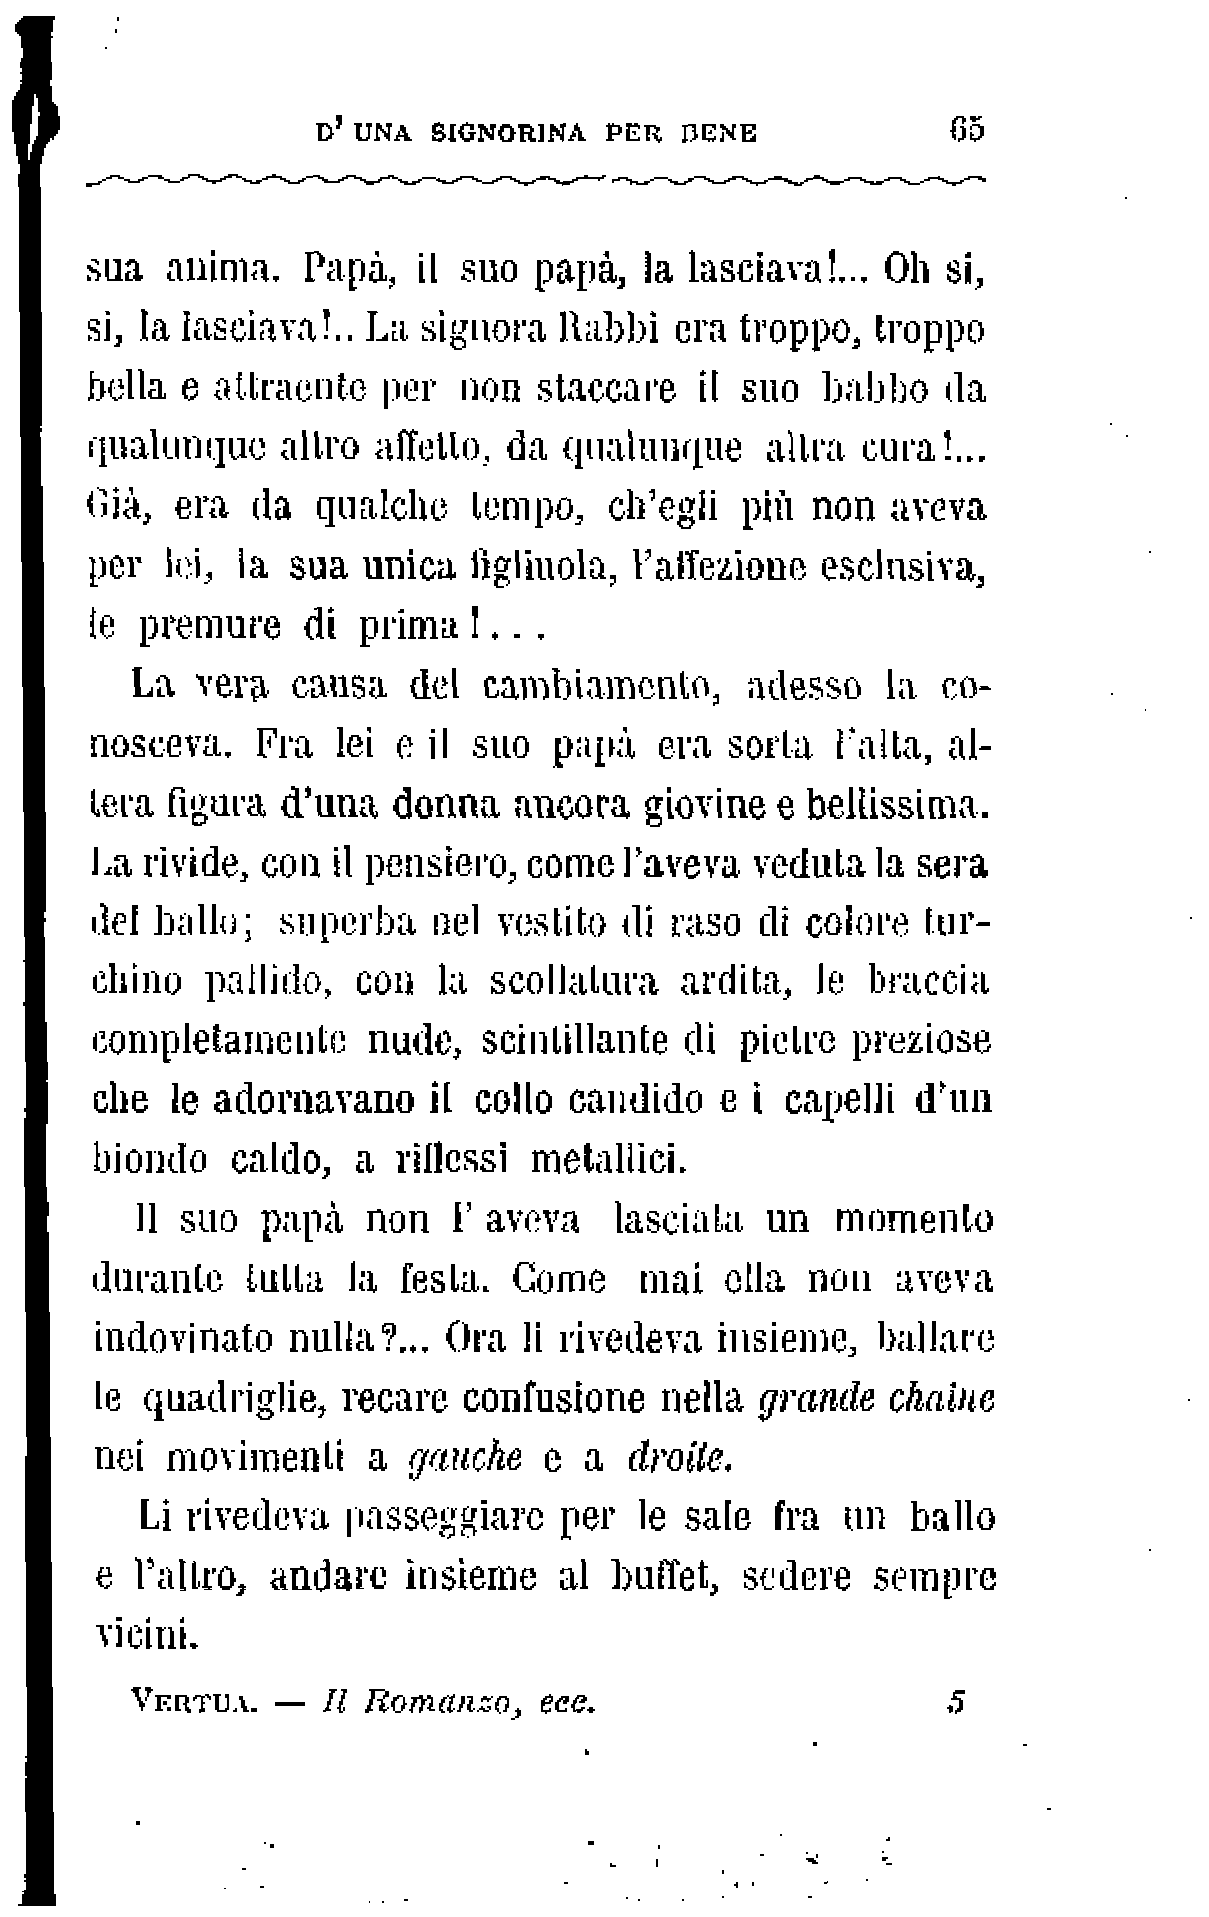 D' UNA SIGNORINA PER BENE 65
sua anima. Papà, il suo papà, la lasciava!... Oh si,
si, la lasciava!.. La signora Rabbi era troppo, troppo
bella e attraente per non staccare il suo babbo da
qualunque altro affetto, da qualunque altra cura!...
Già, era da qualche tempo, ch'egli più non aveva
per lei, la sua unica figliuola, l'affezione esclusiva,
le premure di prima!...
La vera causa del cambiamento, adesso la co-
nosceva. Fra lei e il suo papà era sorta l'alta, al-
tera figura d'una donna ancora giovine e bellissima.
La rivide, con il pensiero, come l'aveva veduta la sera
del ballo; superba nel vestito di raso di colore tur-
chino pallido, con la scollatura ardita, le braccia
completamente nude, scintillante di pietre preziose
che le adornavano il collo candido e i capelli d'un
biondo caldo, a riflessi metallici.
Il suo papà non l' aveva lasciata un momento
durante tutta la festa. Come mai ella non aveva
indovinato nulla?... Ora li rivedeva insieme, ballare
le quadriglie, recare confusione nella grande chaine
nei movimenti a gauche e a droite.
Li rivedeva passeggiare per le sale fra un ballo
e l'altro, andare insieme al buffet, sedere sempre
vicini.
VERTUA. — Il Romanzo, ecc. 5